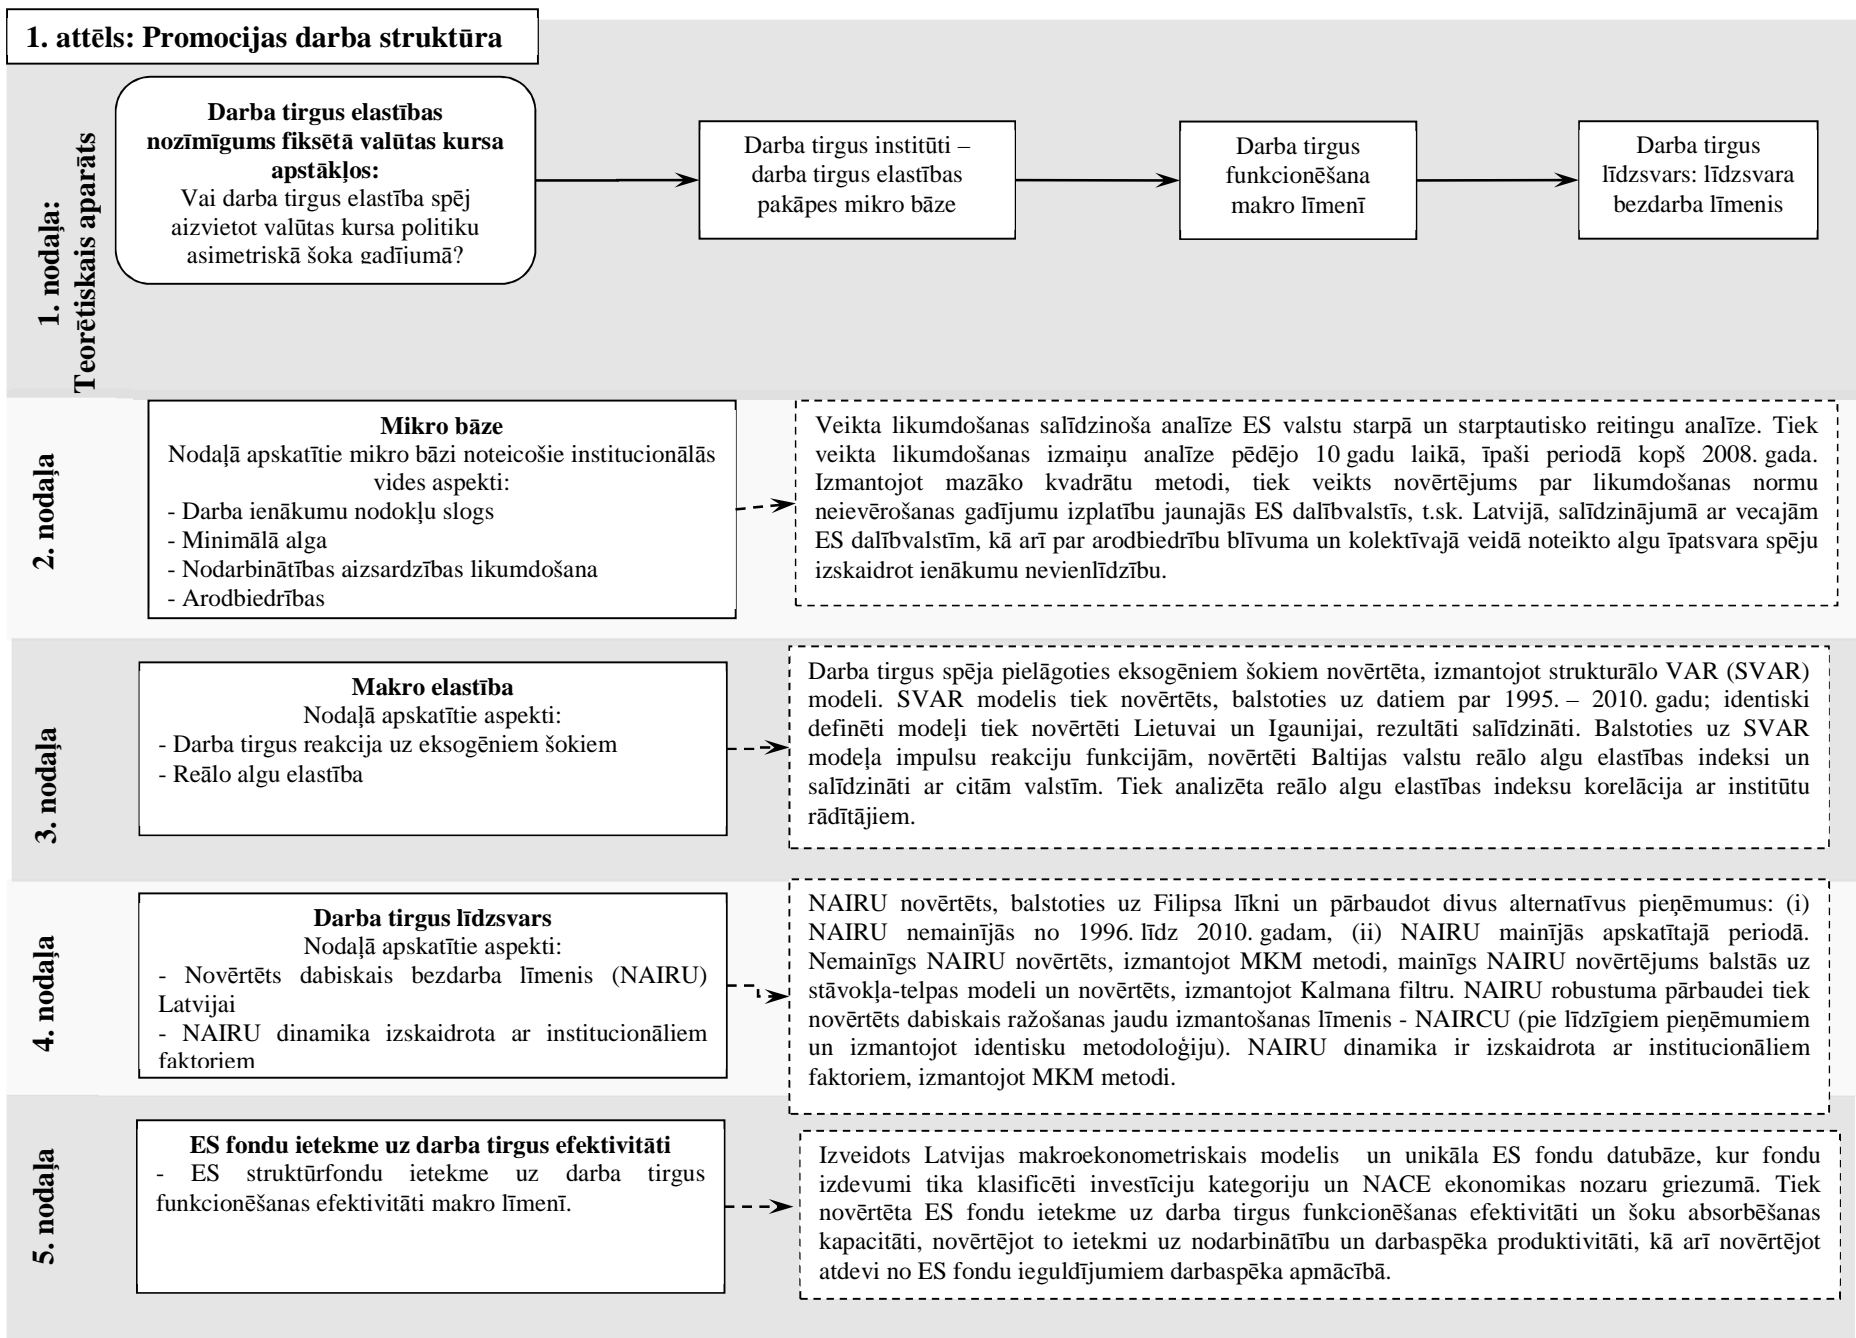 1. attēls: Promocijas darba struktūra
1. nodaļa:
Teorētiskais aparāts
Darba tirgus elastības
nozīmīgums fiksētā valūtas kursa
apstākļos:
Vai darba tirgus elastība spēj
aizvietot valūtas kursa politiku
asimetriskā šoka gadījumā?
Darba tirgus institūti –
darba tirgus elastības
pakāpes mikro bāze
Darba tirgus
funkcionēšana
makro līmenī
Darba tirgus
līdzsvars: līdzsvara
bezdarba līmenis
2. nodaļa
Mikro bāze
Nodaļā apskatītie mikro bāzi noteicošie institucionālās
vides aspekti:
- Darba ienākumu nodokļu slogs
- Minimālā alga
- Nodarbinātības aizsardzības likumdošana
- Arodbiedrības
Veikta likumdošanas salīdzinoša analīze ES valstu starpā un starptautisko reitingu analīze. Tiek
veikta likumdošanas izmaiņu analīze pēdējo 10 gadu laikā, īpaši periodā kopš 2008. gada.
Izmantojot mazāko kvadrātu metodi, tiek veikts novērtējums par likumdošanas normu
neievērošanas gadījumu izplatību jaunajās ES dalībvalstīs, t.sk. Latvijā, salīdzinājumā ar vecajām
ES dalībvalstīm, kā arī par arodbiedrību blīvuma un kolektīvajā veidā noteikto algu īpatsvara spēju
izskaidrot ienākumu nevienlīdzību.
3. nodaļa
Makro elastība
Nodaļā apskatītie aspekti:
- Darba tirgus reakcija uz eksogēniem šokiem
- Reālo algu elastība
Darba tirgus spēja pielāgoties eksogēniem šokiem novērtēta, izmantojot strukturālo VAR (SVAR)
modeli. SVAR modelis tiek novērtēts, balstoties uz datiem par 1995. – 2010. gadu; identiski
definēti modeļi tiek novērtēti Lietuvai un Igaunijai, rezultāti salīdzināti. Balstoties uz SVAR
modeļa impulsu reakciju funkcijām, novērtēti Baltijas valstu reālo algu elastības indeksi un
salīdzināti ar citām valstīm. Tiek analizēta reālo algu elastības indeksu korelācija ar institūtu
rādītājiem.
4. nodaļa
Darba tirgus līdzsvars
Nodaļā apskatītie aspekti:
- Novērtēts dabiskais bezdarba līmenis (NAIRU)
Latvijai
- NAIRU dinamika izskaidrota ar institucionāliem
faktoriem
NAIRU novērtēts, balstoties uz Filipsa līkni un pārbaudot divus alternatīvus pieņēmumus: (i)
NAIRU nemainījās no 1996. līdz 2010. gadam, (ii) NAIRU mainījās apskatītajā periodā.
Nemainīgs NAIRU novērtēts, izmantojot MKM metodi, mainīgs NAIRU novērtējums balstās uz
stāvokļa-telpas modeli un novērtēts, izmantojot Kalmana filtru. NAIRU robustuma pārbaudei tiek
novērtēts dabiskais ražošanas jaudu izmantošanas līmenis - NAIRCU (pie līdzīgiem pieņēmumiem
un izmantojot identisku metodoloģiju). NAIRU dinamika ir izskaidrota ar institucionāliem
faktoriem, izmantojot MKM metodi.
5. nodaļa
ES fondu ietekme uz darba tirgus efektivitāti
- ES struktūrfondu ietekme uz darba tirgus
funkcionēšanas efektivitāti makro līmenī.
Izveidots Latvijas makroekonometriskais modelis un unikāla ES fondu datubāze, kur fondu
izdevumi tika klasificēti investīciju kategoriju un NACE ekonomikas nozaru griezumā. Tiek
novērtēta ES fondu ietekme uz darba tirgus funkcionēšanas efektivitāti un šoku absorbēšanas
kapacitāti, novērtējot to ietekmi uz nodarbinātību un darbaspēka produktivitāti, kā arī novērtējot
atdevi no ES fondu ieguldījumiem darbaspēka apmācībā.